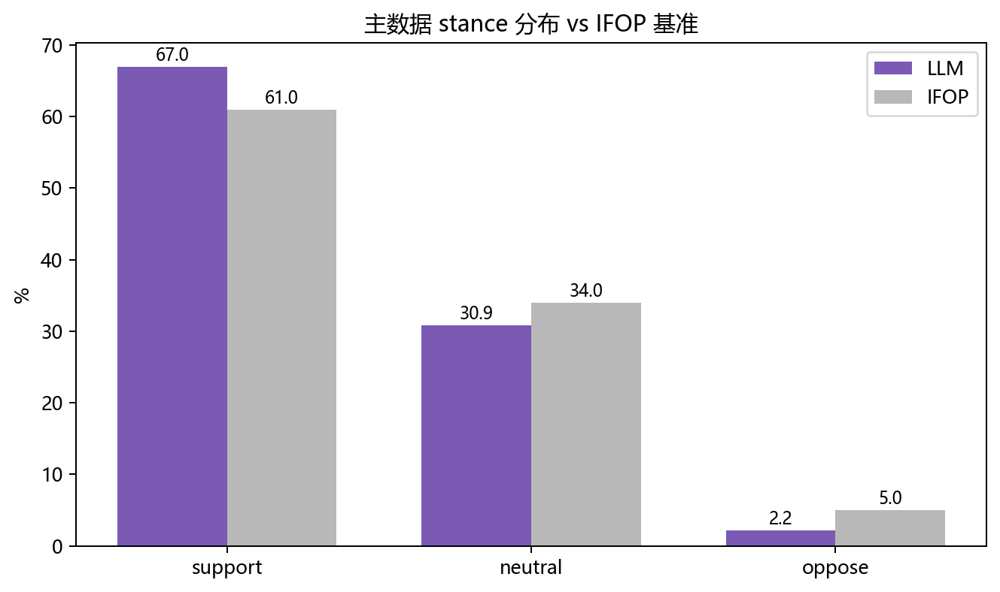 主数据 stance 分布 vs IFOP 基准
70
60
50
40
30
20
10
0
%
67.0
61.0
30.9
34.0
2.2
5.0
support
neutral
oppose
LLM
IFOP